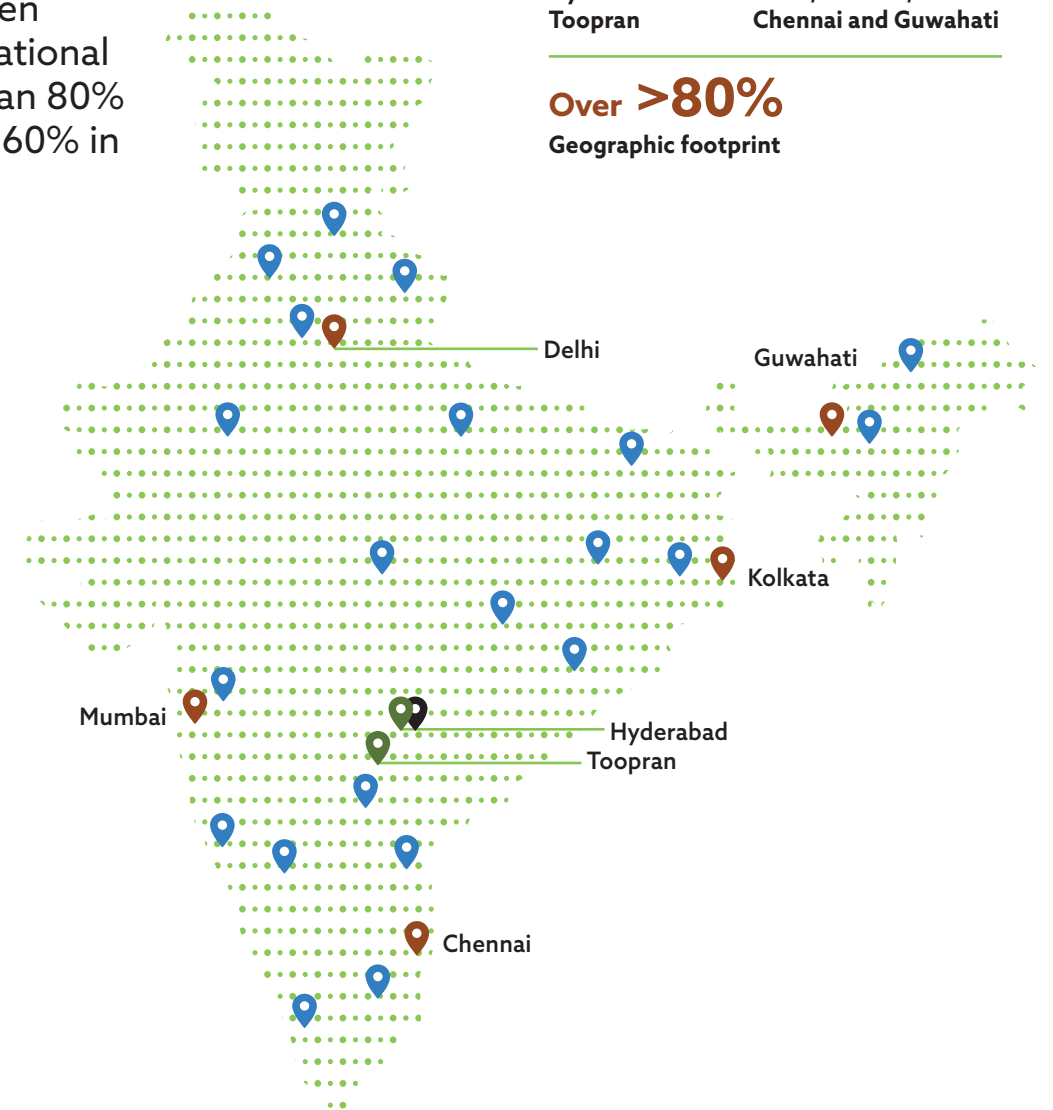 ational
an 80%
60% in
Toopran
Chennai and Guwahati
Over >80%
Geographic footprint
Delhi
Guwahati
Kolkata
Mumbai
Hyderabad
Toopran
Chennai